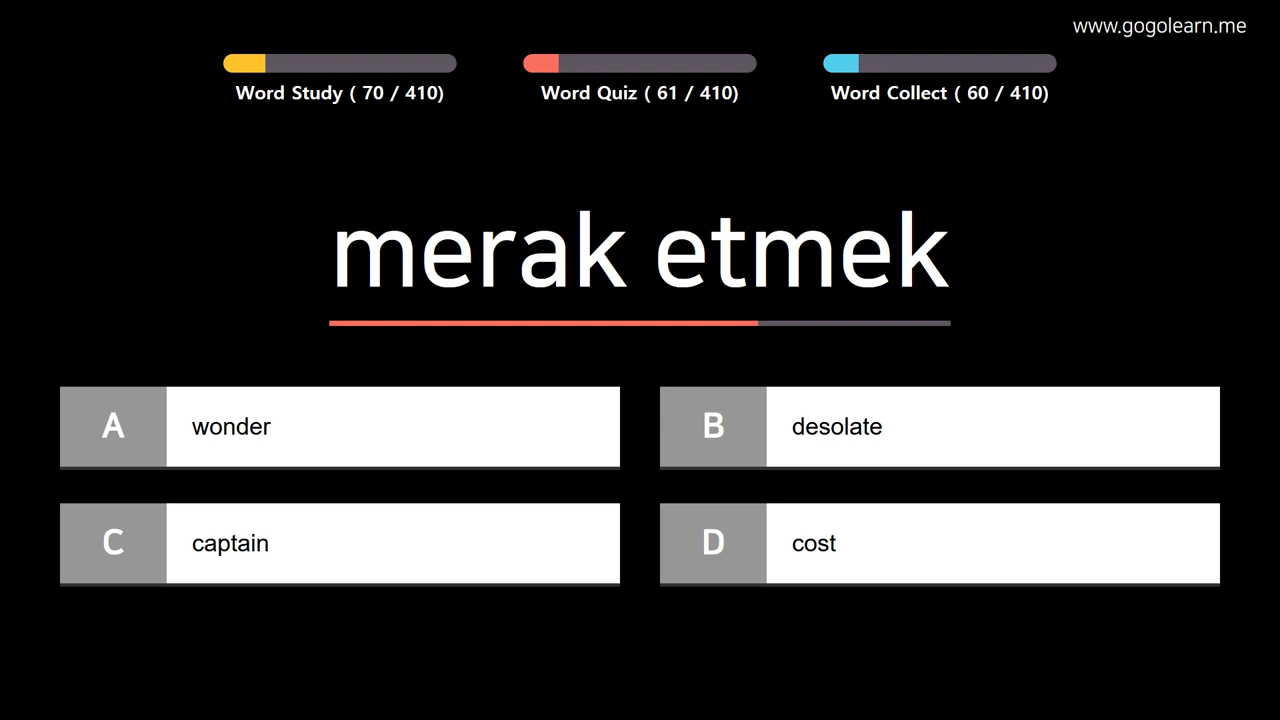 www.gogolearn.me
Word Study ( 70 / 410)
Word Quiz ( 61 / 410)
Word Collect ( 60 / 410)
merak etmek
A wonder
B desolate
C captain
D cost